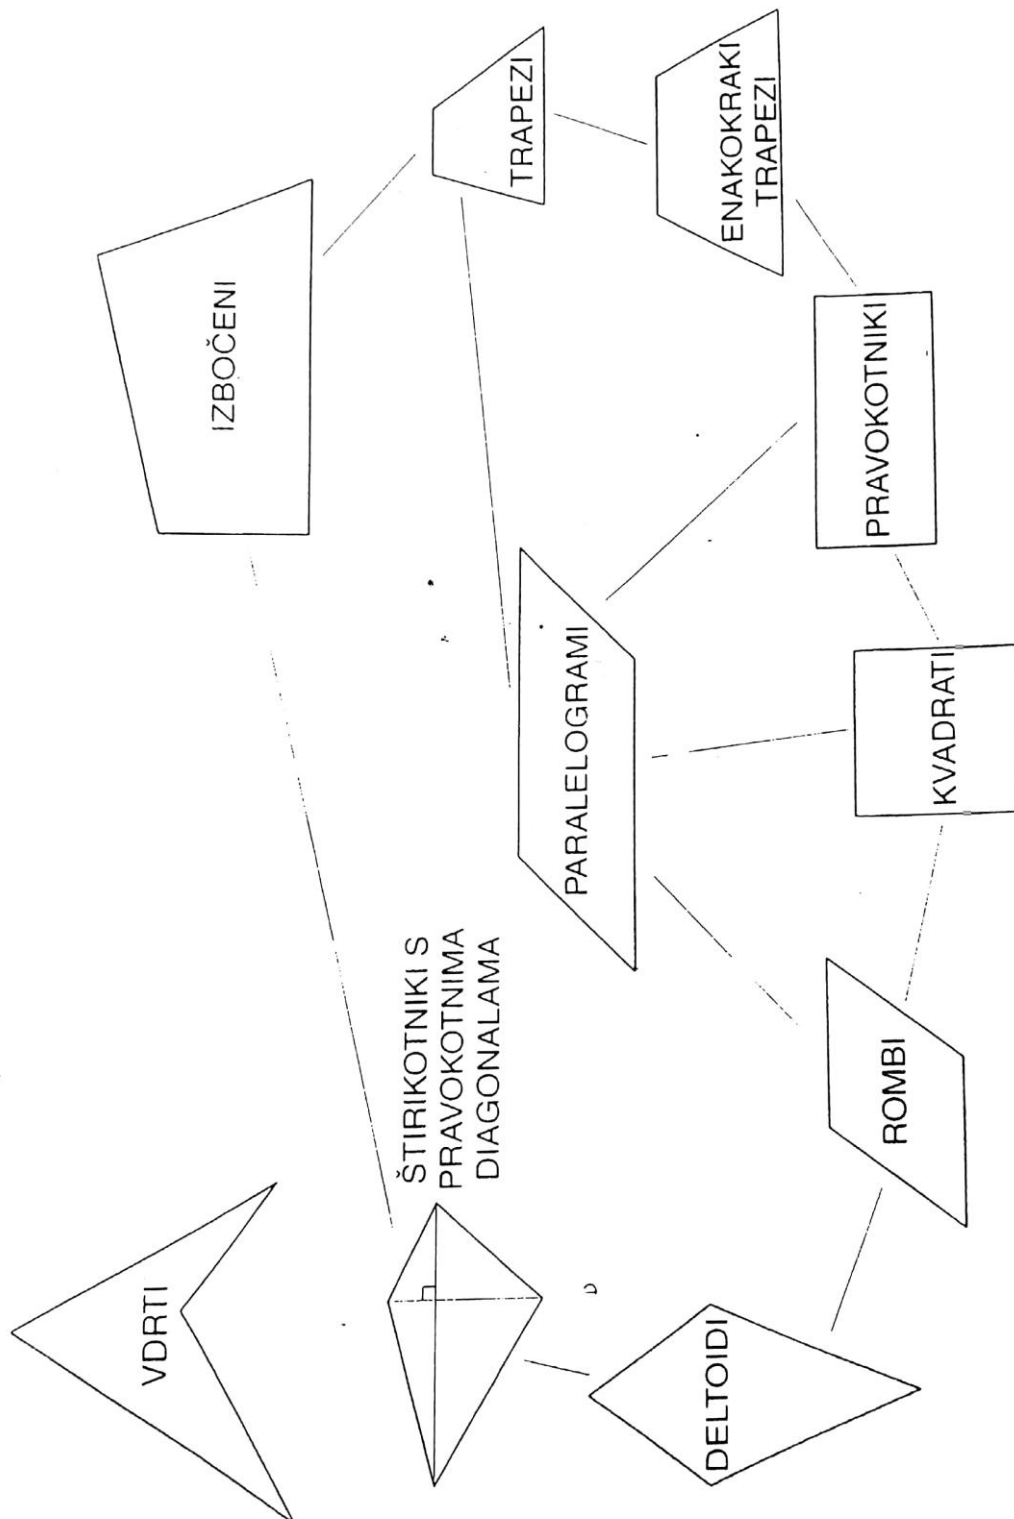 VDRTI
IZBOČENI
ŠTIRIKOTNIKI S
PRAVOKOTNIMA
DIAGONALAMA
TRAPEZI
PARALELOGRAMI
DELTOIDI
ENAKOKRAKI
TRAPEZI
ROMBI
KVADRATI
PRAVOKOTNIKI